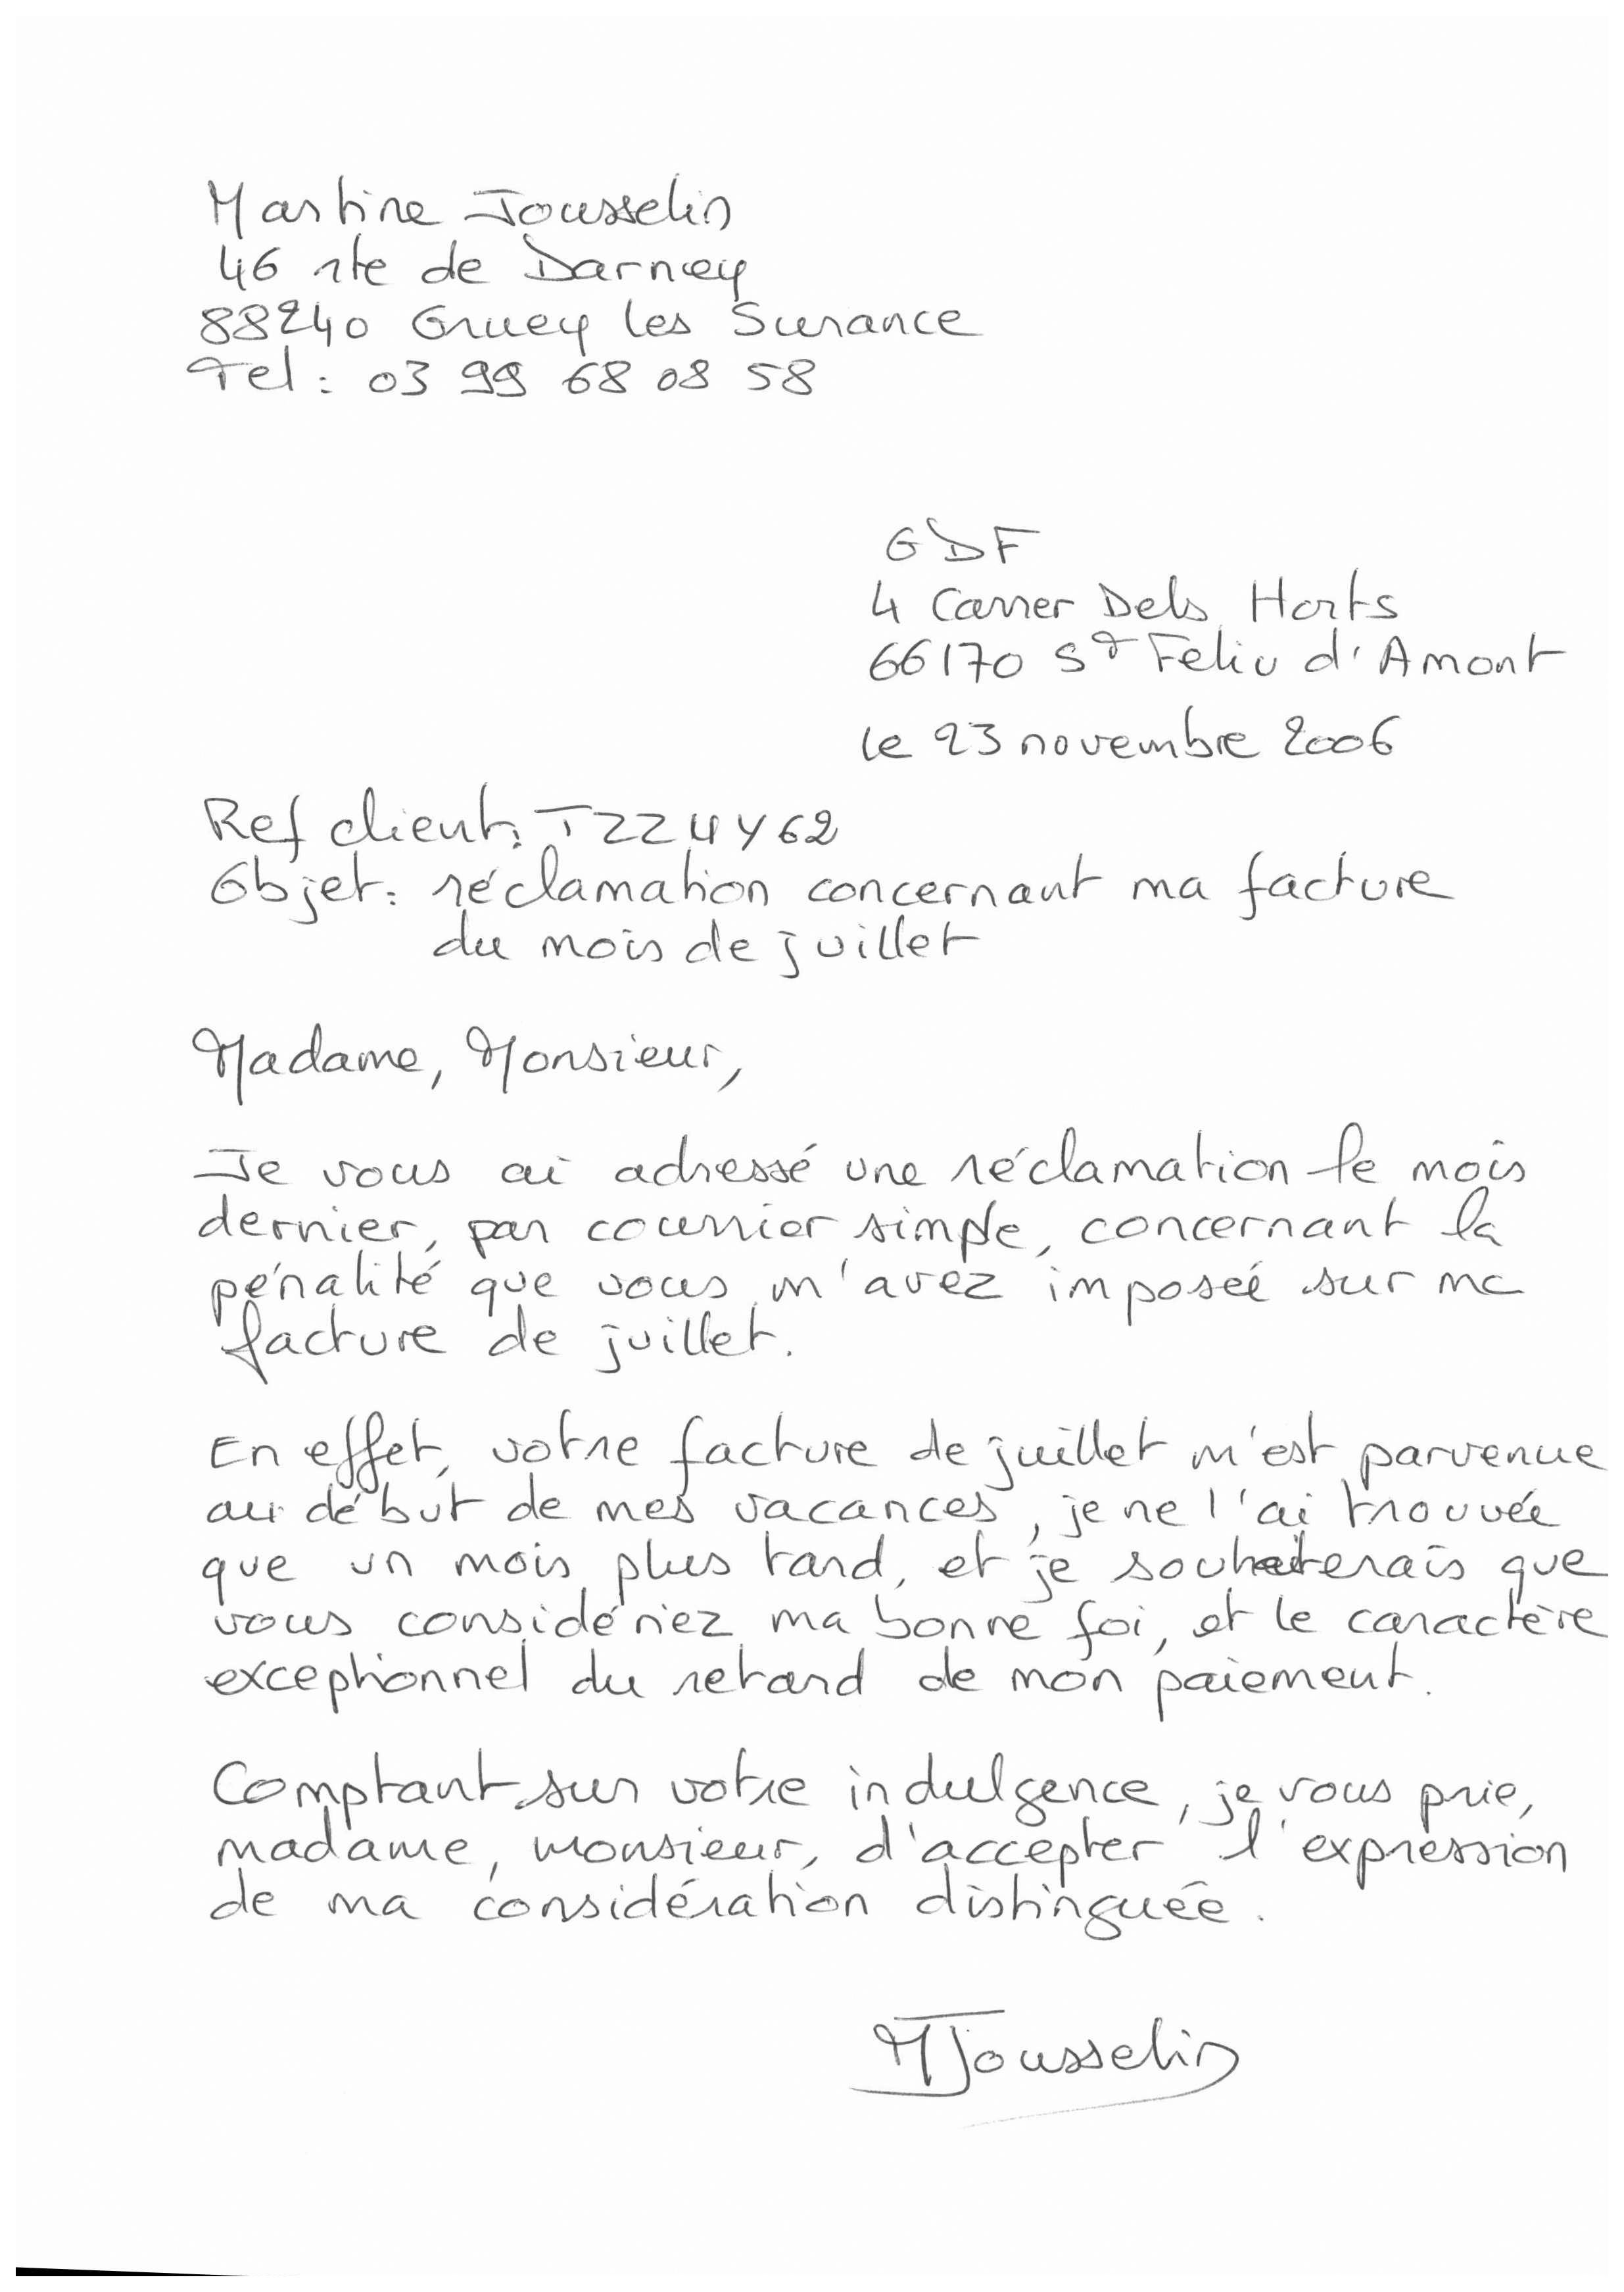 Martine Jousselin
46 rte de Darney
88240 Gruey les Surance
Tel : 03 99 68 08 58
GDF
4 Carrer Dels Horts
66170 St Feliu d'Amont
le 23 novembre 2006
Ref client : TZZ4Y62
Objet : réclamation concernant ma facture
du mois de juillet
Madame, Monsieur,
Je vous ai adressé une réclamation le mois
dernier, par courrier simple, concernant la
pénalité que vous m'avez imposée sur ma
facture de juillet.
En effet, votre facture de juillet m'est parvenue
au début de mes vacances, je ne l'ai trouvée
que un mois plus tard, et je souhaiterais que
vous considériez ma bonne foi, et le caractère
exceptionnel du retard de mon paiement.
Comptant sur votre indulgence, je vous prie,
madame, monsieur, d'accepter l'expression
de ma considération distinguée.
MJousselin